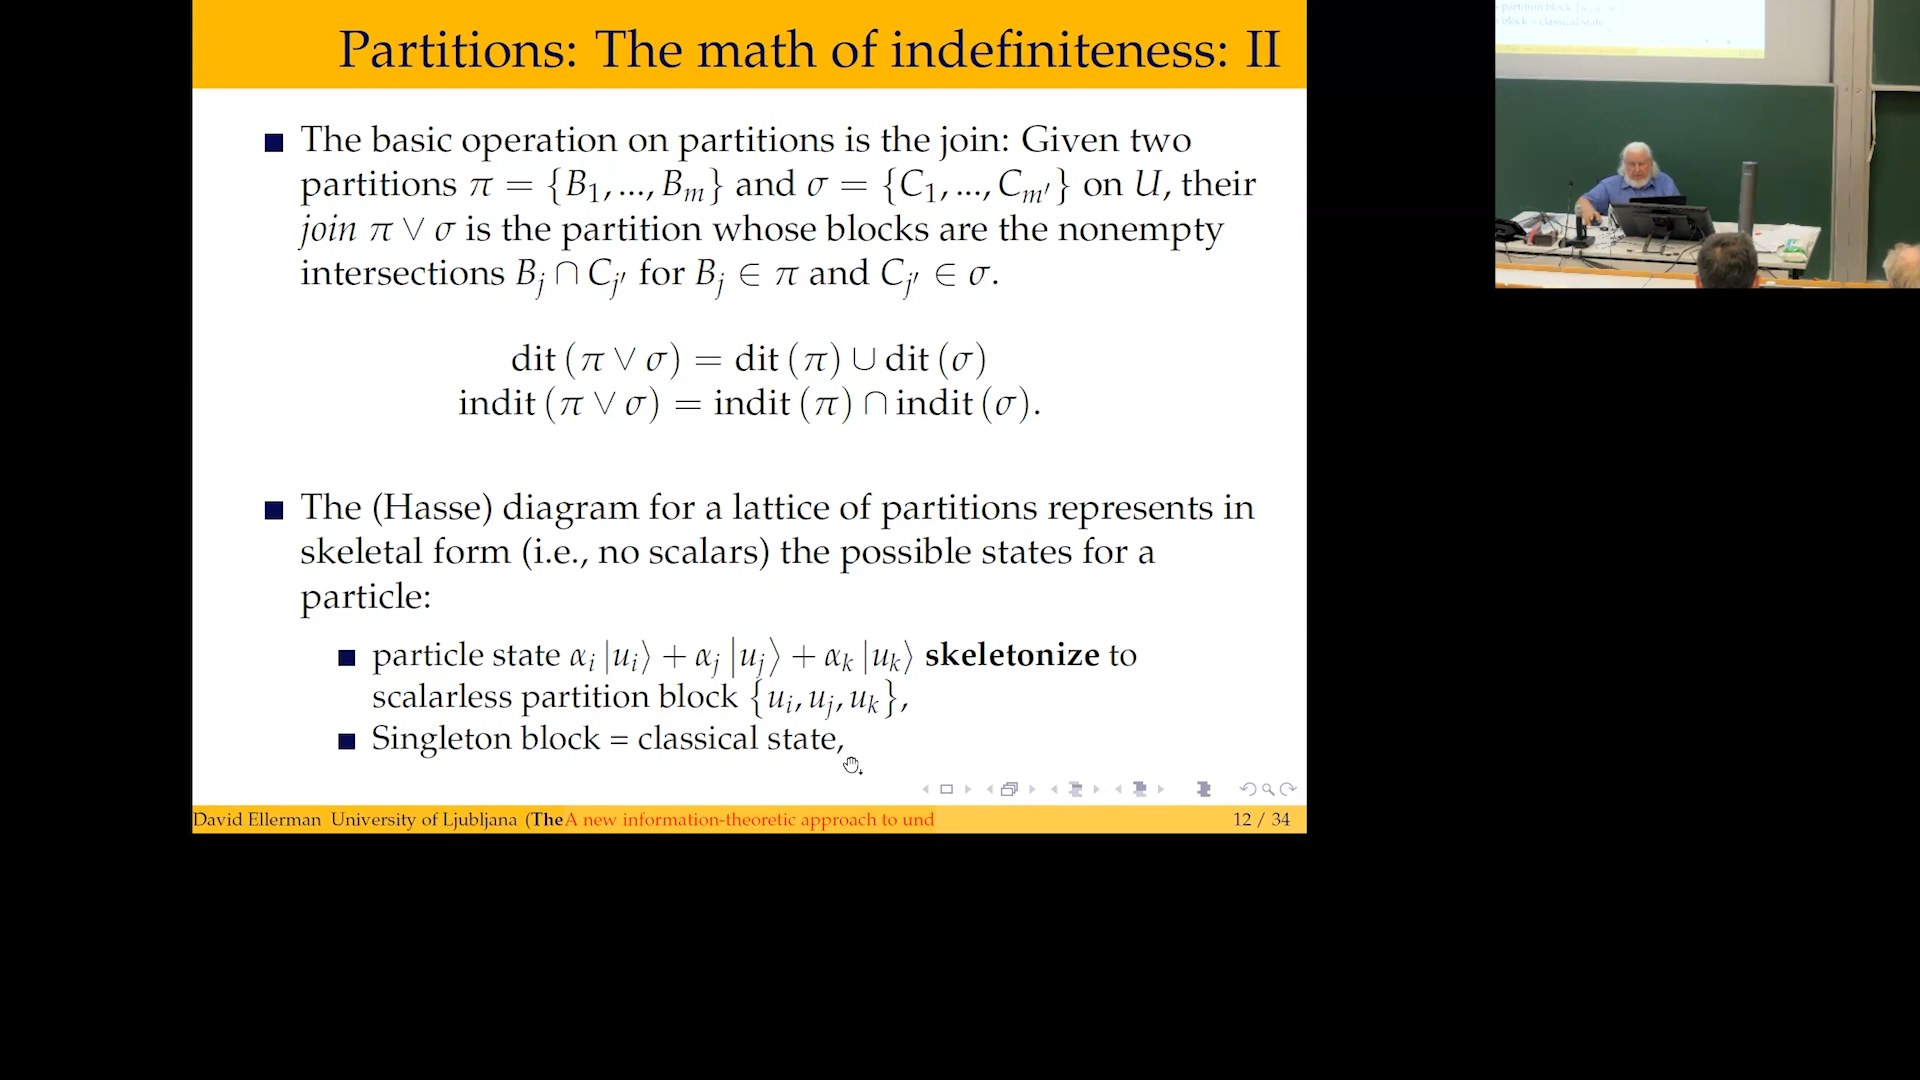 Partitions: The math of indefiniteness: II
■ The basic operation on partitions is the join: Given two
partitions π = {B₁, ..., Bₘ} and σ = {C₁, ..., Cₘ′} on U, their
join π ∨ σ is the partition whose blocks are the nonempty
intersections Bⱼ ∩ Cⱼ′ for Bⱼ ∈ π and Cⱼ′ ∈ σ.
dit (π ∨ σ) = dit (π) ∪ dit (σ)
indit (π ∨ σ) = indit (π) ∩ indit (σ).
■ The (Hasse) diagram for a lattice of partitions represents in
skeletal form (i.e., no scalars) the possible states for a
particle:
■ particle state αᵢ |uᵢ⟩ + αⱼ |uⱼ⟩ + αₖ |uₖ⟩ skeletonize to
scalarless partition block {uᵢ, uⱼ, uₖ},
■ Singleton block = classical state,
David Ellerman University of Ljubljana (TheA new information-theoretic approach to und
12 / 34
partition block
block = classical state,